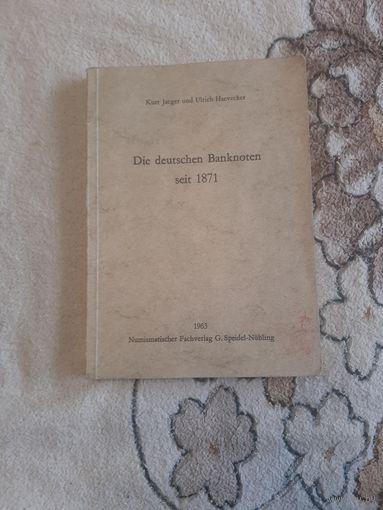 Kurt Jaeger und Ulrich Haevecker
Die deutschen Banknoten
seit 1871
1963
Numismatischer Fachverlag G. Speidel-Nübling